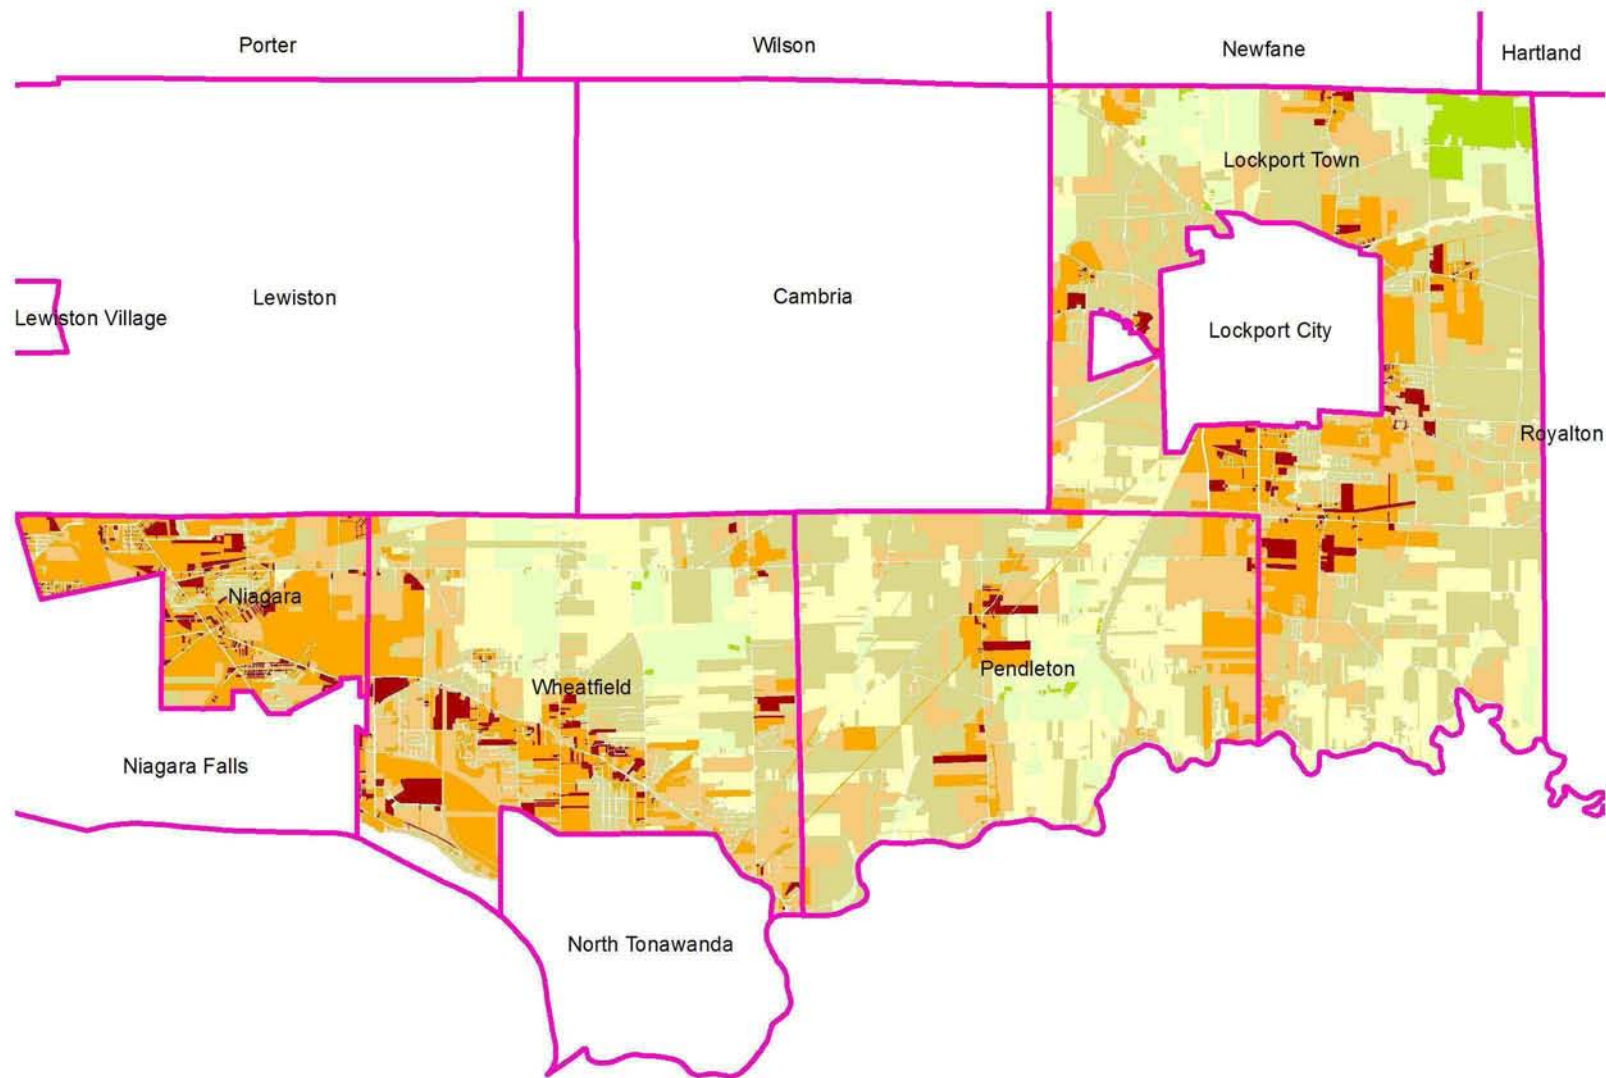 Porter
Wilson
Newfane
Hartland
Lockport Town
Lewiston
Cambria
Lewiston Village
Lockport City
Royalton
Niagara
Pendleton
Wheatfield
Niagara Falls
North Tonawanda